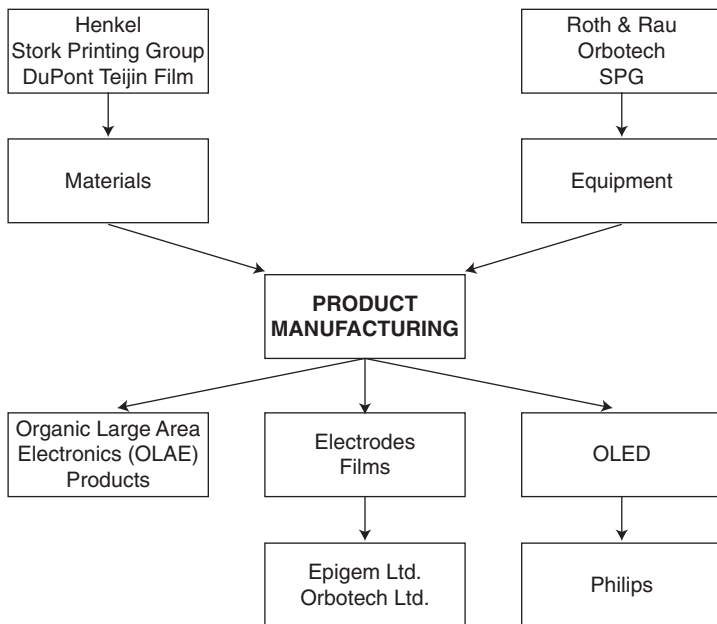 Henkel
Stork Printing Group
DuPont Teijin Film
Roth & Rau
Orbotech
SPG
Materials
Equipment
PRODUCT
MANUFACTURING
Organic Large Area
Electronics (OLAE)
Products
Electrodes
Films
OLED
Epigem Ltd.
Orbotech Ltd.
Philips